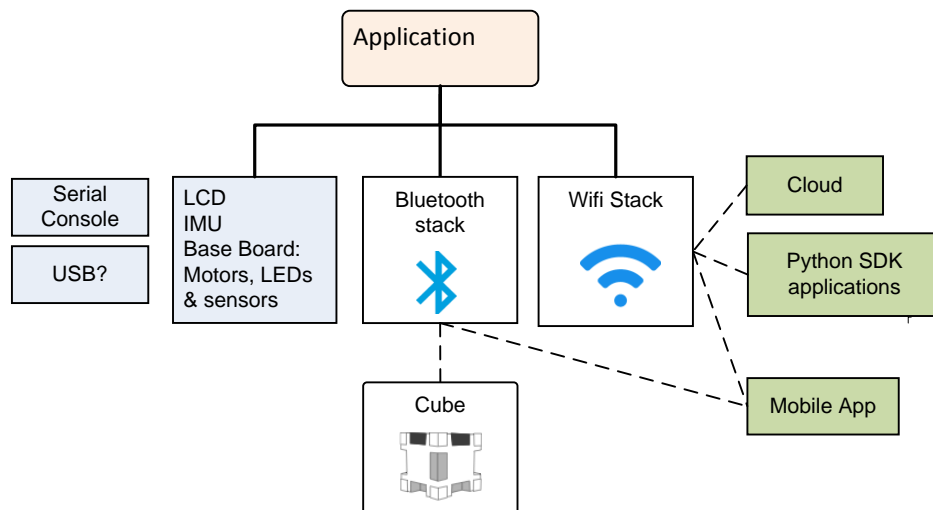 Application
Serial
Console
USB?
LCD
IMU
Base Board:
Motors, LEDs
& sensors
Bluetooth
stack
Wifi Stack
Cloud
Python SDK
applications
Mobile App
Cube